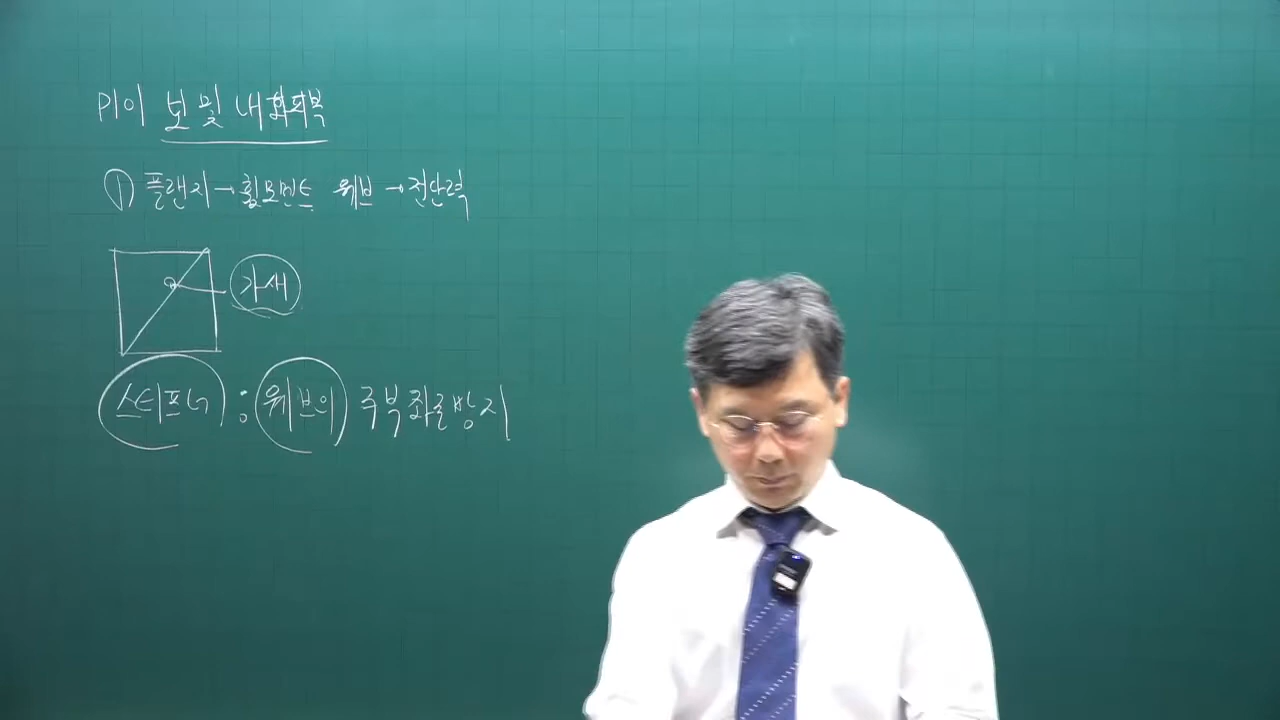 P101 보 및 내화피복
① 플랜지→휨모멘트 웨브→전단력
가새
스티프너 : 웨브의 국부좌굴방지